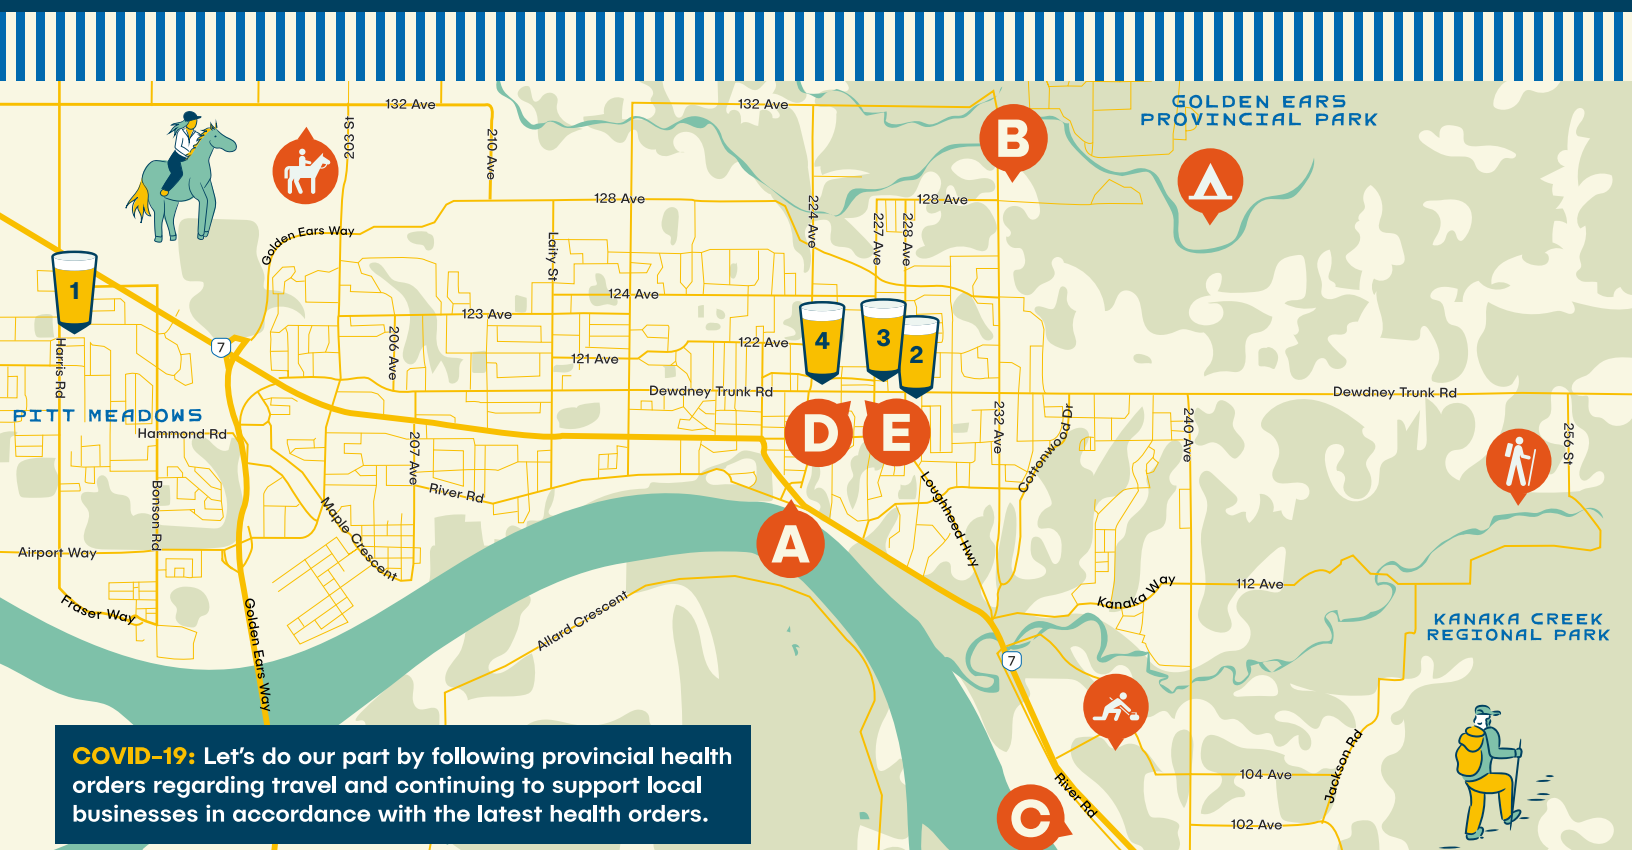 132 Ave
132 Ave
GOLDEN EARS
PROVINCIAL PARK
B
203 St
210 Ave
128 Ave
128 Ave
224 Ave
227 Ave
228 Ave
Golden Ears Way
Laity St
1
124 Ave
123 Ave
4
3
2
7
206 Ave
122 Ave
121 Ave
Harris Rd
Dewdney Trunk Rd
Dewdney Trunk Rd
PITT MEADOWS
Hammond Rd
D
E
232 Ave
Cottonwood Dr
240 Ave
256 St
207 Ave
River Rd
Bonson Rd
Maple Crescent
Loughheed Hwy
A
Airport Way
Fraser Way
Golden Ears Way
Allard Crescent
Kanaka Way
112 Ave
KANAKA CREEK
REGIONAL PARK
7
COVID-19: Let's do our part by following provincial health
orders regarding travel and continuing to support local
businesses in accordance with the latest health orders.
104 Ave
Jackson Rd
River Rd
C
102 Ave